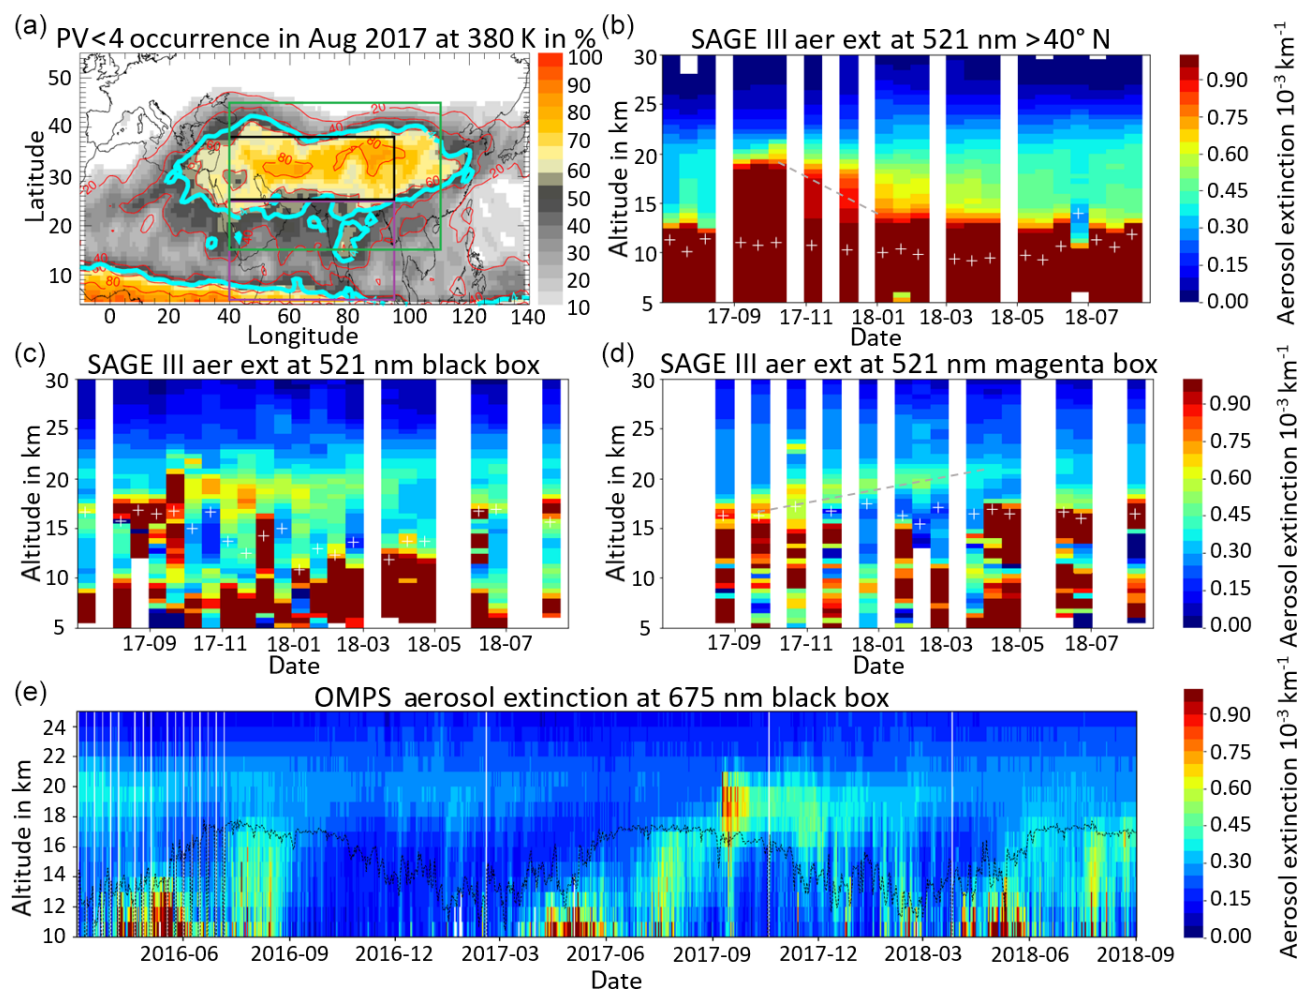 (a)
PV<4 occurrence in Aug 2017 at 380 K in %
50
40
30
20
10
Latitude
0 20 40 60 80 100 120 140
Longitude
100
90
80
70
60
50
40
30
20
10
20
40
80
80
60
20
20
40
80
(b)
SAGE III aer ext at 521 nm >40° N
30
25
20
15
10
5
Altitude in km
17-09 17-11 18-01 18-03 18-05 18-07
Date
0.90
0.75
0.60
0.45
0.30
0.15
0.00
Aerosol extinction 10-3 km-1
(c)
SAGE III aer ext at 521 nm black box
30
25
20
15
10
5
Altitude in km
17-09 17-11 18-01 18-03 18-05 18-07
Date
(d)
SAGE III aer ext at 521 nm magenta box
30
25
20
15
10
5
Altitude in km
17-09 17-11 18-01 18-03 18-05 18-07
Date
0.90
0.75
0.60
0.45
0.30
0.15
0.00
Aerosol extinction 10-3 km-1
(e)
OMPS aerosol extinction at 675 nm black box
24
22
20
18
16
14
12
10
Altitude in km
2016-06 2016-09 2016-12 2017-03 2017-06 2017-09 2017-12 2018-03 2018-06 2018-09
Date
0.90
0.75
0.60
0.45
0.30
0.15
0.00
Aerosol extinction 10-3 km-1